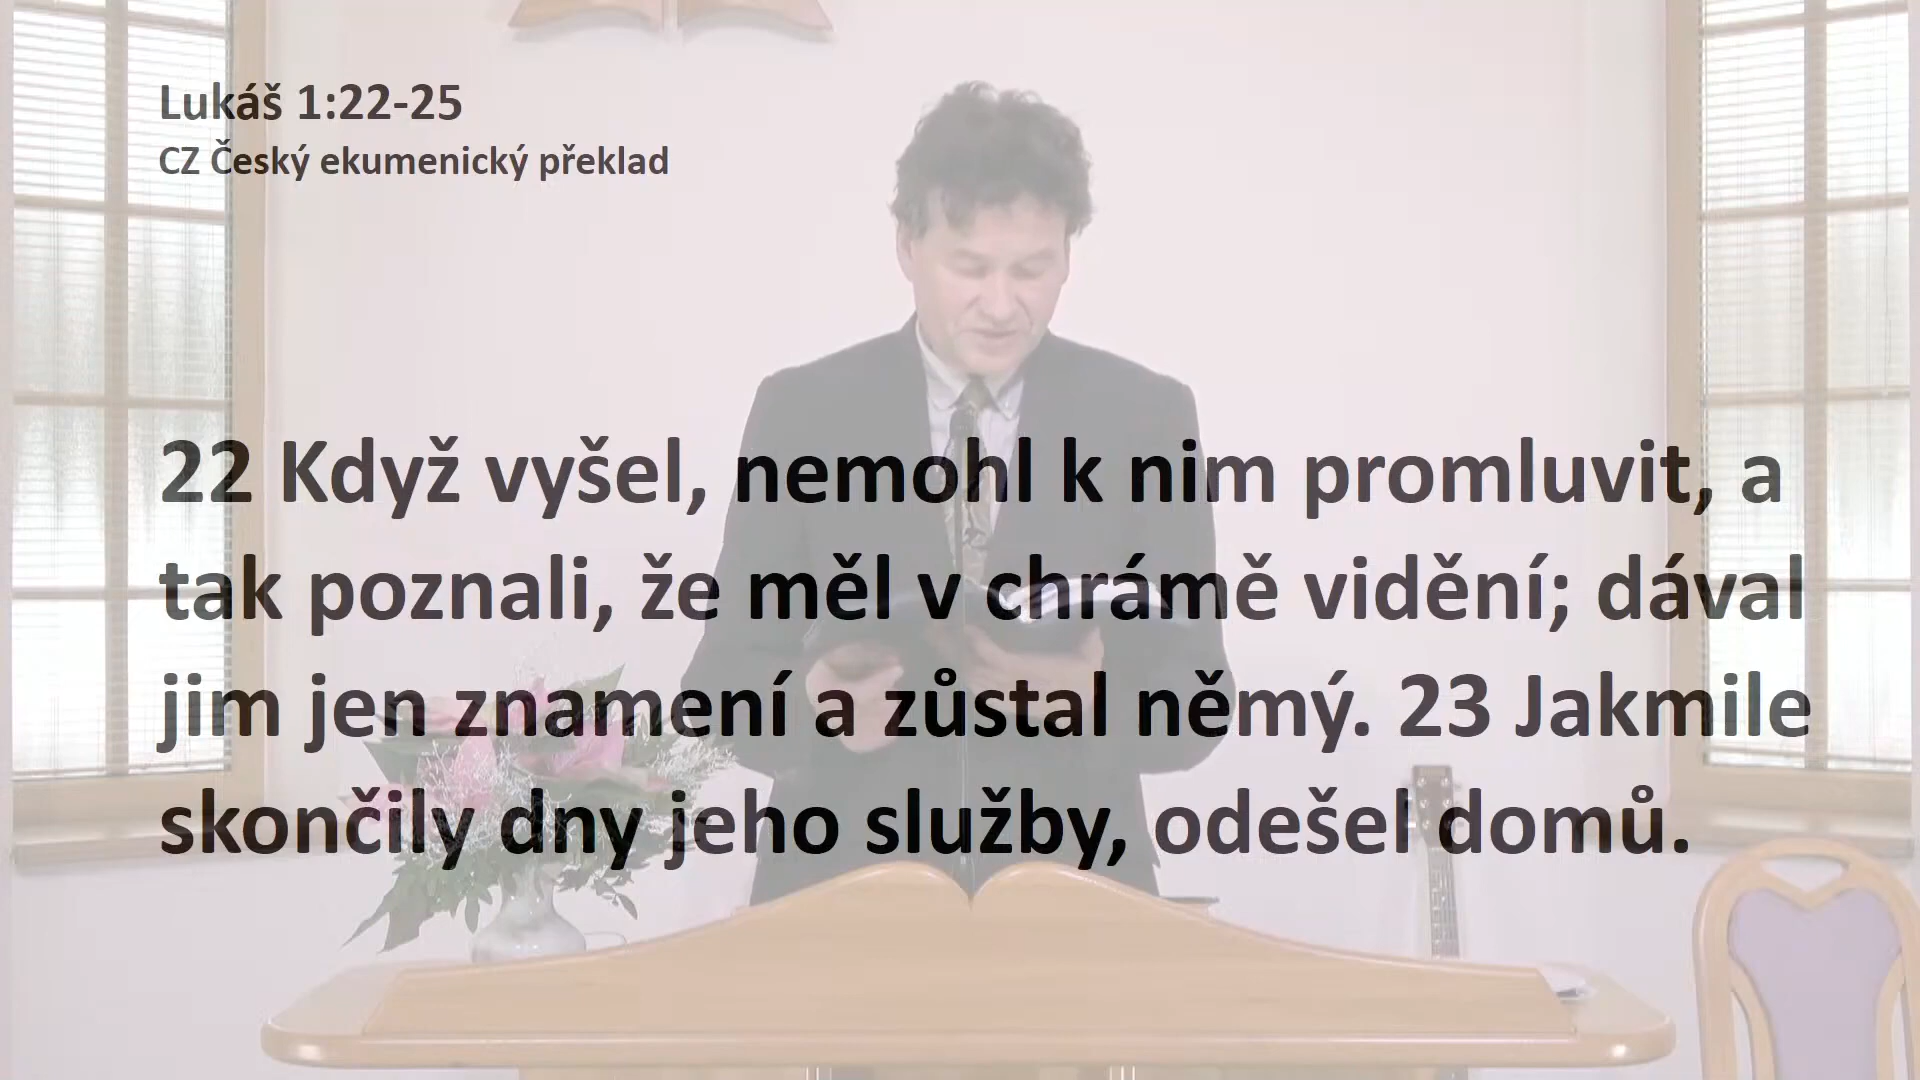 Lukáš 1:22-25
CZ Český ekumenický překlad
22 Když vyšel, nemohl k nim promluvit, a
tak poznali, že měl v chrámě vidění; dával
jim jen znamení a zůstal němý. 23 Jakmile
skončily dny jeho služby, odešel domů.